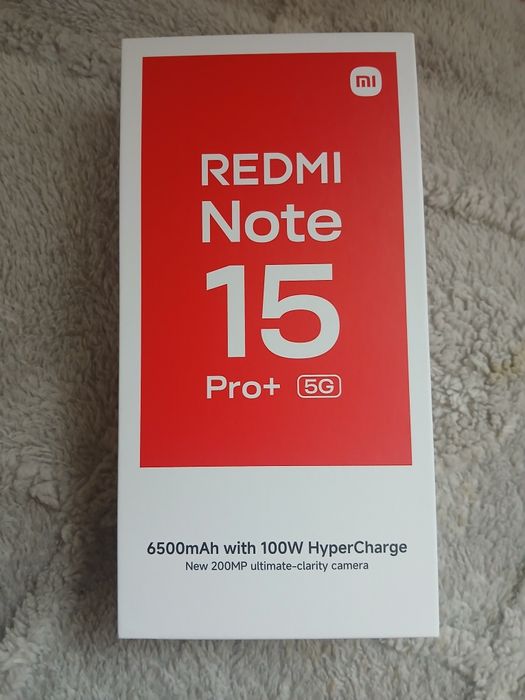 mi
REDMI
Note
15
Pro+ 5G
6500mAh with 100W HyperCharge
New 200MP ultimate-clarity camera